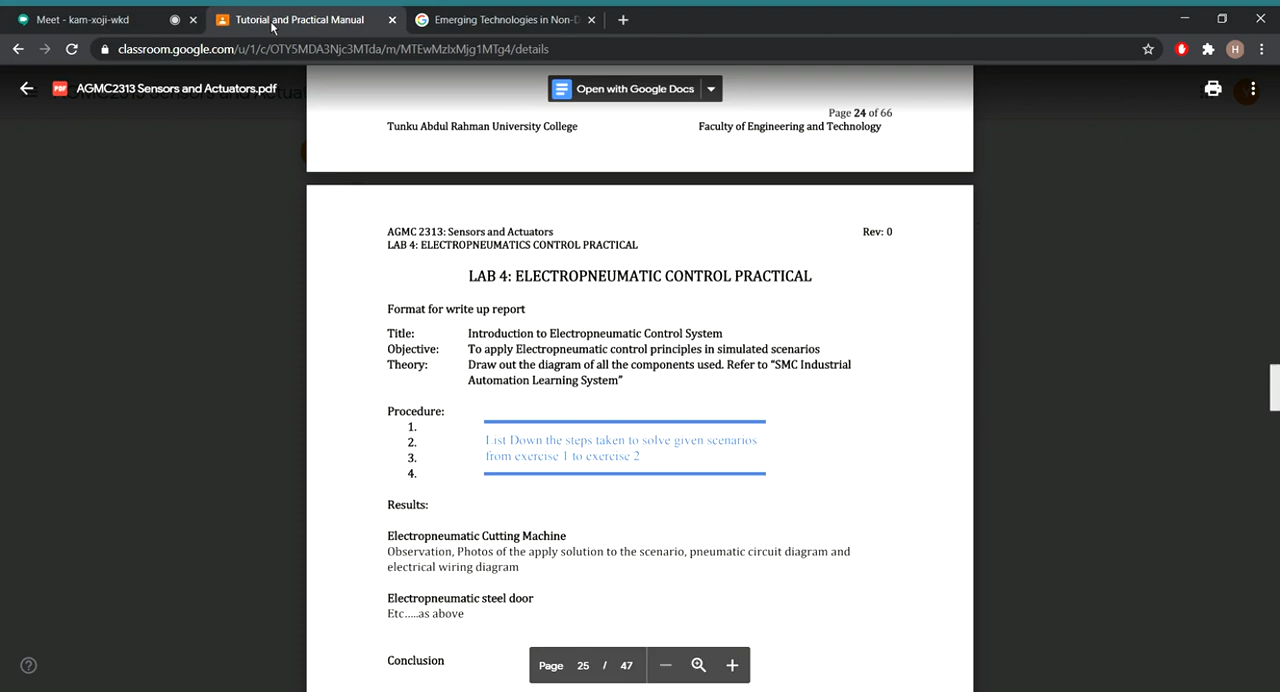 Meet - kam-xoji-wkd
Tutorial and Practical Manual
Emerging Technologies in Non-D
classroom.google.com/u/1/c/OTY5MDA3Njc3MTda/m/MTEwMzIxMjg1MTg4/details
H
PDF AGMC2313 Sensors and Actuators.pdf
Open with Google Docs
Page 24 of 66
Tunku Abdul Rahman University College Faculty of Engineering and Technology
AGMC 2313: Sensors and Actuators Rev: 0
LAB 4: ELECTROPNEUMATICS CONTROL PRACTICAL
LAB 4: ELECTROPNEUMATIC CONTROL PRACTICAL
Format for write up report
Title: Introduction to Electropneumatic Control System
Objective: To apply Electropneumatic control principles in simulated scenarios
Theory: Draw out the diagram of all the components used. Refer to “SMC Industrial
Automation Learning System”
Procedure:
1.
2. List Down the steps taken to solve given scenarios
3. from exercise 1 to exercise 2
4.
Results:
Electropneumatic Cutting Machine
Observation, Photos of the apply solution to the scenario, pneumatic circuit diagram and
electrical wiring diagram
Electropneumatic steel door
Etc.....as above
Conclusion
Page 25 / 47